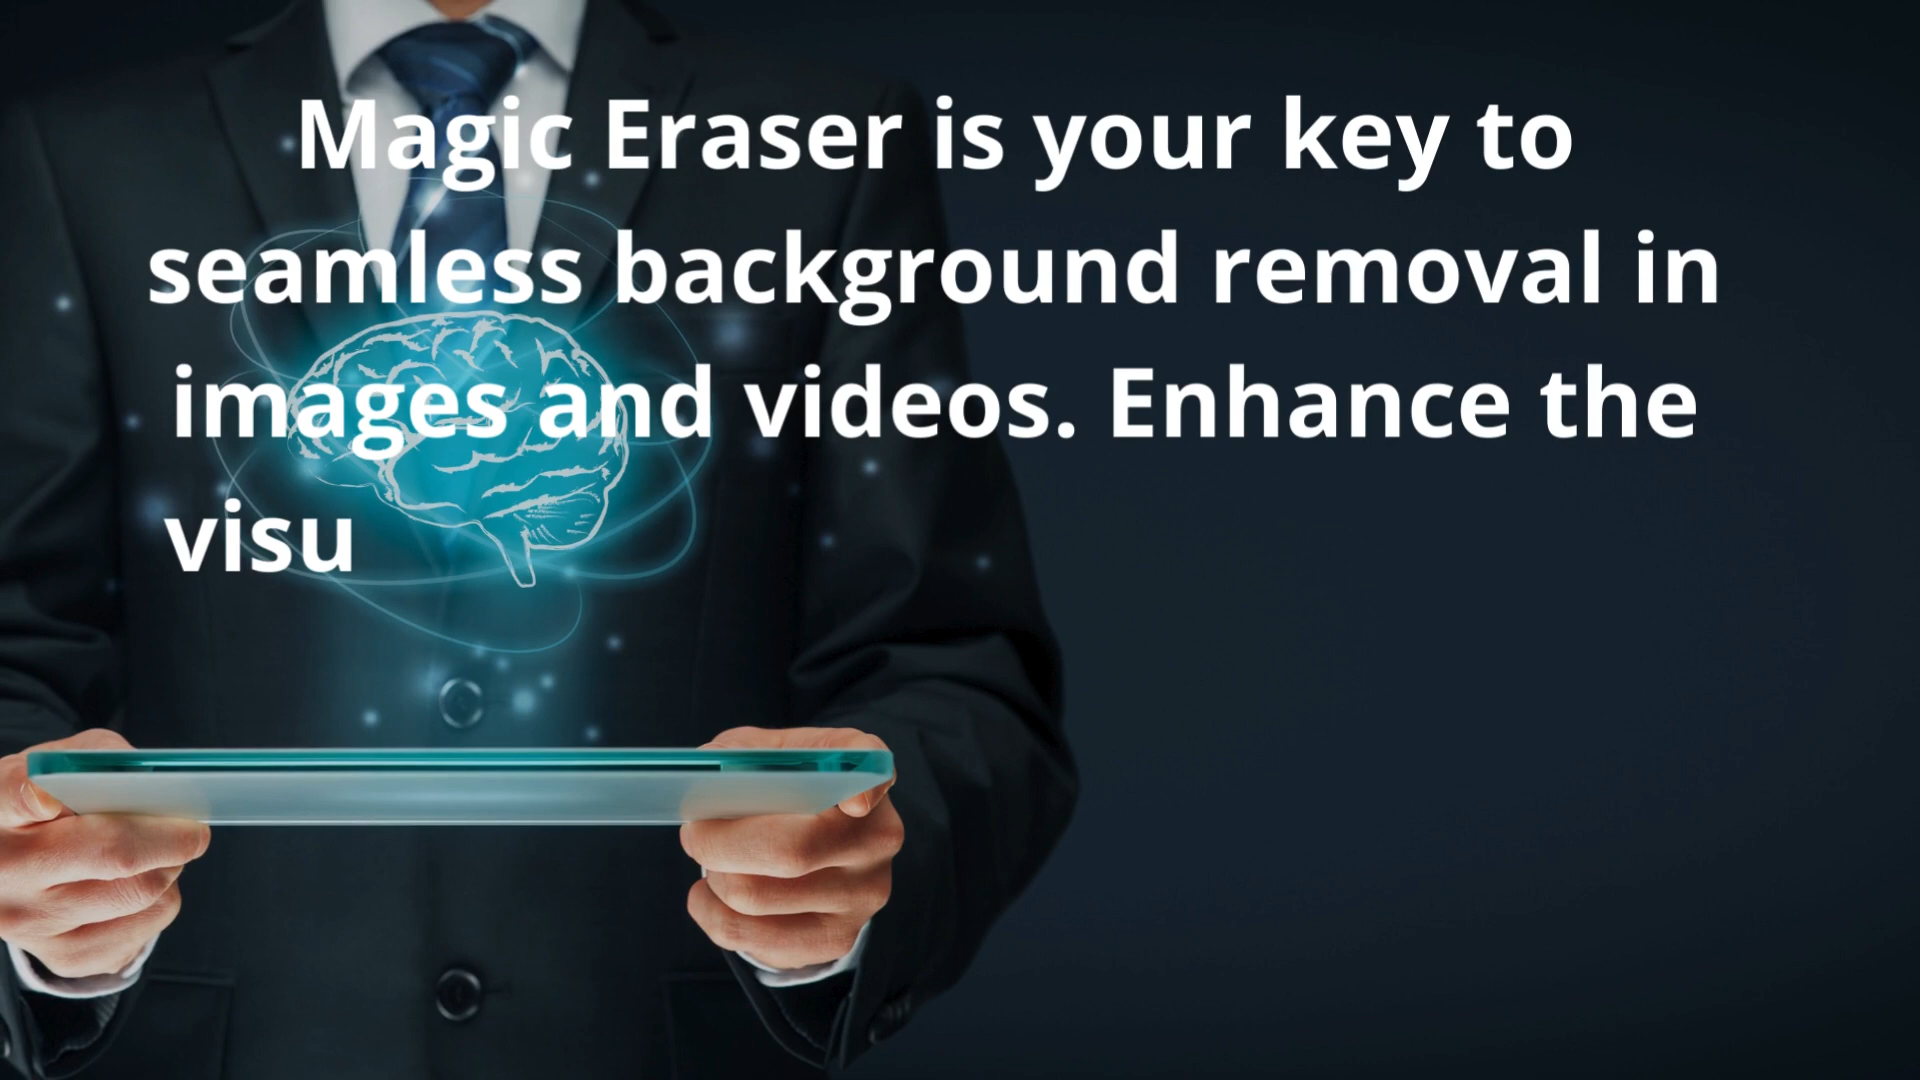 Magic Eraser is your key to
seamless background removal in
images and videos. Enhance the
visu